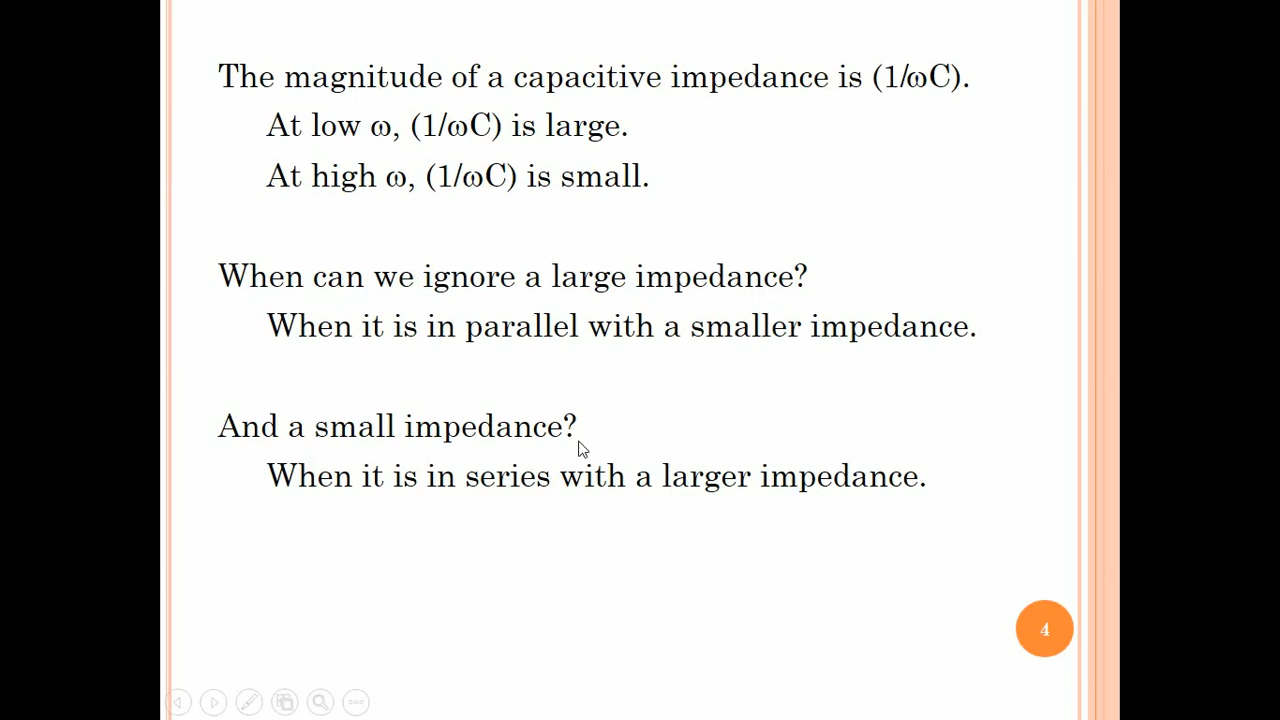 The magnitude of a capacitive impedance is (1/ωC).
At low ω, (1/ωC) is large.
At high ω, (1/ωC) is small.
When can we ignore a large impedance?
When it is in parallel with a smaller impedance.
And a small impedance?
When it is in series with a larger impedance.
4